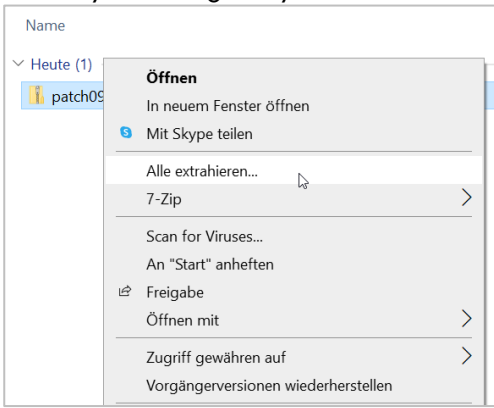 Name
Heute (1)
patch09
Öffnen
In neuem Fenster öffnen
Mit Skype teilen
Alle extrahieren...
7-Zip
Scan for Viruses...
An "Start" anheften
Freigabe
Öffnen mit
Zugriff gewähren auf
Vorgängerversionen wiederherstellen